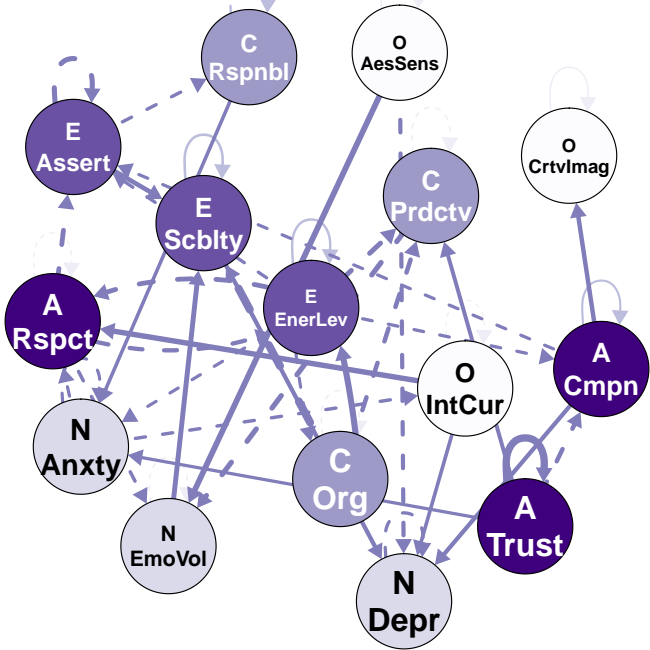 C
Rspnbl
O
AesSens
E
Assert
O
CrtvImag
C
Prdctv
E
Scblty
E
EnerLev
A
Rspct
A
Cmpn
O
IntCur
N
Anxty
C
Org
A
Trust
N
EmoVol
N
Depr